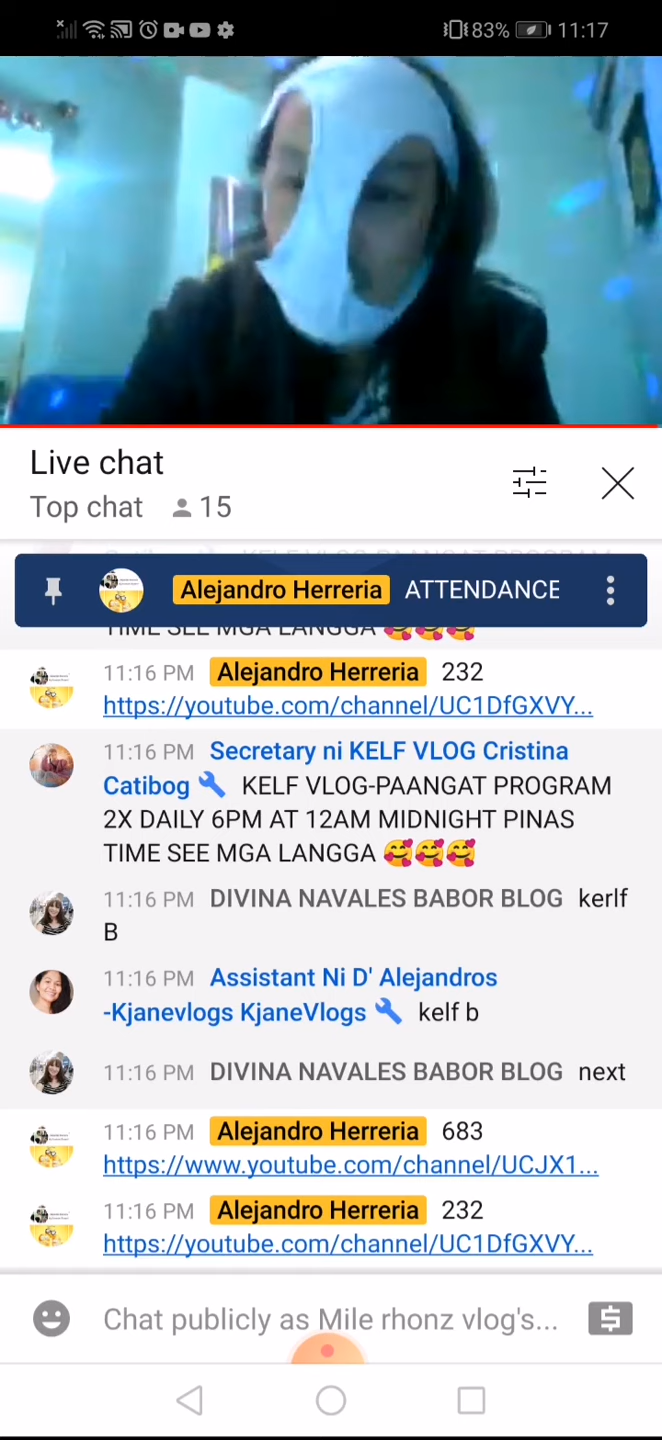 83% 11:17
Live chat
Top chat 15
Alejandro Herreria ATTENDANCE
TIME SEE MGA LANGGA 🥰🥰🥰
11:16 PM Alejandro Herreria 232
https://youtube.com/channel/UC1DfGXVY...
11:16 PM Secretary ni KELF VLOG Cristina
Catibog 🔧 KELF VLOG-PAANGAT PROGRAM
2X DAILY 6PM AT 12AM MIDNIGHT PINAS
TIME SEE MGA LANGGA 🥰🥰🥰
11:16 PM DIVINA NAVALES BABOR BLOG kerlf
B
11:16 PM Assistant Ni D' Alejandros
-Kjanevlogs KjaneVlogs 🔧 kelf b
11:16 PM DIVINA NAVALES BABOR BLOG next
11:16 PM Alejandro Herreria 683
https://www.youtube.com/channel/UCJX1...
11:16 PM Alejandro Herreria 232
https://youtube.com/channel/UC1DfGXVY...
Chat publicly as Mile rhonz vlog's...